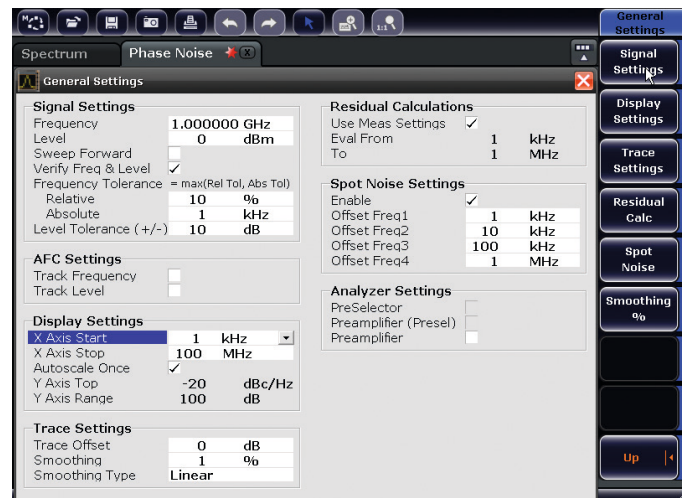 General
Settings
Spectrum
Phase Noise
General Settings
Signal Settings
Frequency 1.000000 GHz
Level 0 dBm
Sweep Forward
Verify Freq & Level
Frequency Tolerance = max(Rel Tol, Abs Tol)
Relative 10 %
Absolute 1 kHz
Level Tolerance (+/-) 10 dB
AFC Settings
Track Frequency
Track Level
Display Settings
X Axis Start 1 kHz
X Axis Stop 100 MHz
Autoscale Once
Y Axis Top -20 dBc/Hz
Y Axis Range 100 dB
Trace Settings
Trace Offset 0 dB
Smoothing 1 %
Smoothing Type Linear
Residual Calculations
Use Meas Settings
Eval From 1 kHz
To 1 MHz
Spot Noise Settings
Enable
Offset Freq1 1 kHz
Offset Freq2 10 kHz
Offset Freq3 100 kHz
Offset Freq4 1 MHz
Analyzer Settings
PreSelector
Preamplifier (Presel)
Preamplifier
Signal
Settings
Display
Settings
Trace
Settings
Residual
Calc
Spot
Noise
Smoothing
%
Up
1:1